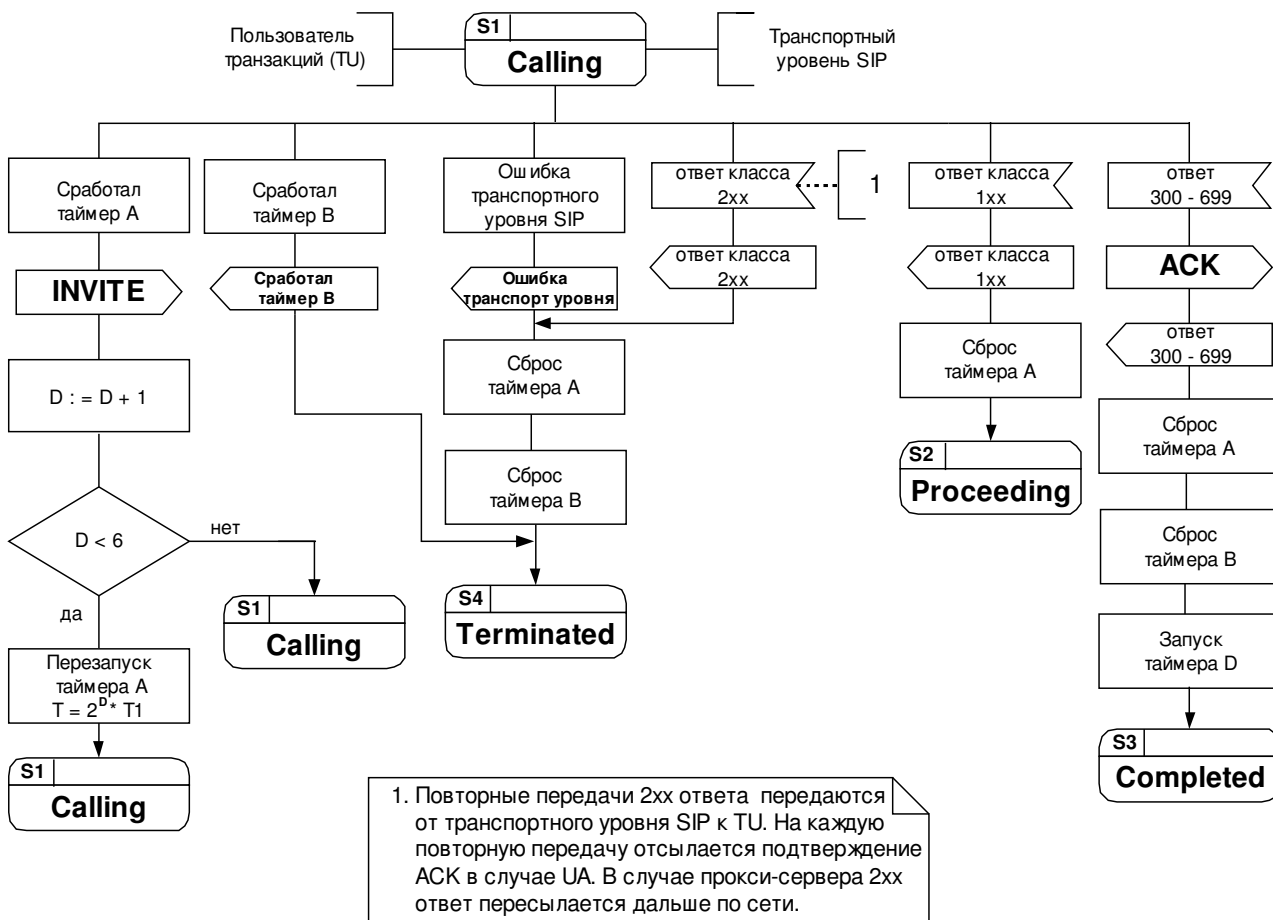 Пользователь
транзакций (TU)
S1
Calling
Транспортный
уровень SIP
Сработал
таймер A
INVITE
D : = D + 1
D < 6
нет
да
Перезапуск
таймера A
T = 2^D * T1
S1
Calling
S1
Calling
Сработал
таймер B
Сработал
таймер B
Ошибка
транспортного
уровня SIP
Ошибка
транспорт уровня
Сброс
таймера A
Сброс
таймера B
S4
Terminated
ответ класса
2xx
1
ответ класса
2xx
ответ класса
1xx
ответ класса
1xx
Сброс
таймера A
S2
Proceeding
ответ
300 - 699
ACK
ответ
300 - 699
Сброс
таймера A
Сброс
таймера B
Запуск
таймера D
S3
Completed
1. Повторные передачи 2xx ответа передаются
от транспортного уровня SIP к TU. На каждую
повторную передачу отсылается подтверждение
ACK в случае UA. В случае прокси-сервера 2xx
ответ пересылается дальше по сети.